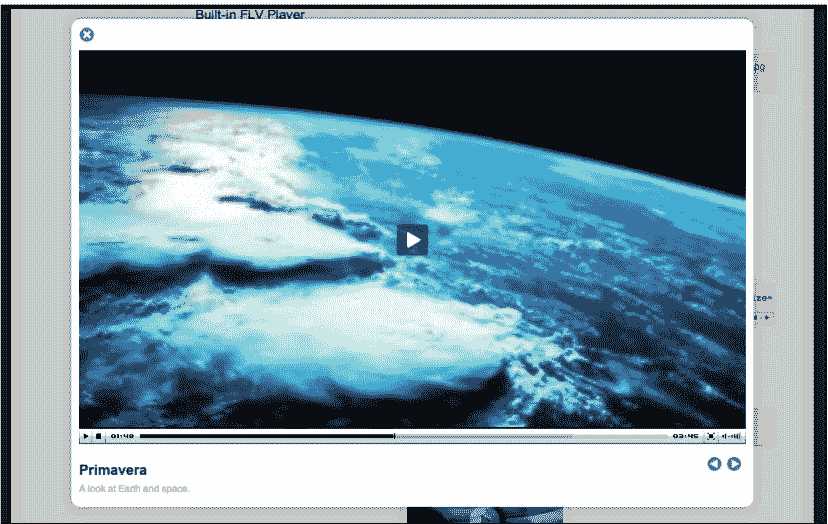 Built-in FLV Player
01:48
03:45
Primavera
A look at Earth and space.